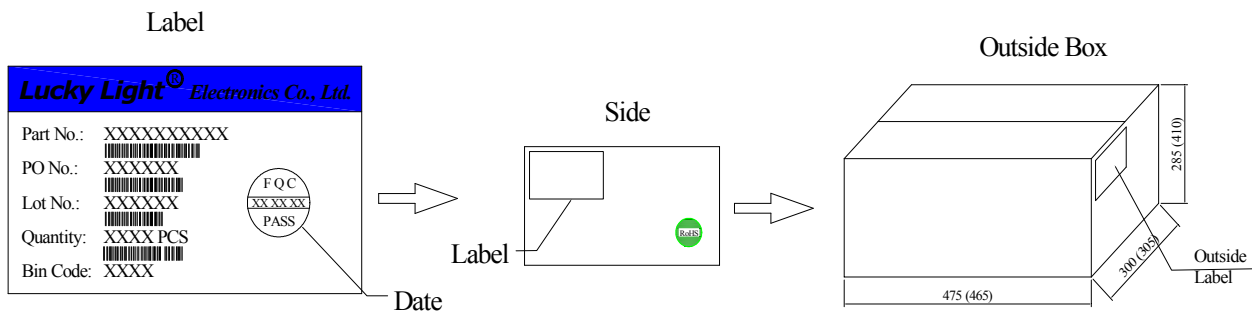 Label
Lucky Light® Electronics Co., Ltd.
Part No.: XXXXXXXXXX
PO No.: XXXXXX
Lot No.: XXXXXX
Quantity: XXXX PCS
Bin Code: XXXX
F Q C
XX XX XX
PASS
Date
Side
RoHS
Label
Outside Box
285 (410)
300 (305)
475 (465)
Outside
Label